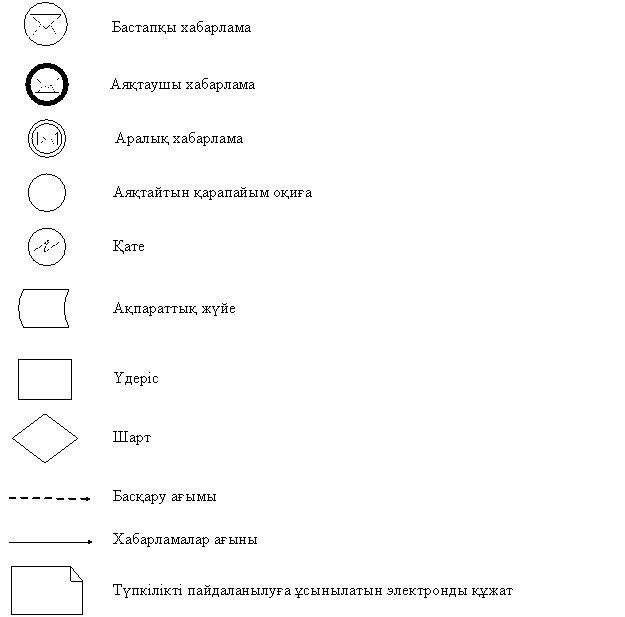 Бастапқы хабарлама
Аяқтаушы хабарлама
Аралық хабарлама
Аяқтайтын қарапайым оқиға
Қате
Ақпараттық жүйе
Үдеріс
Шарт
Басқару ағымы
Хабарламалар ағыны
Түпкілікті пайдаланылуға ұсынылатын электронды құжат